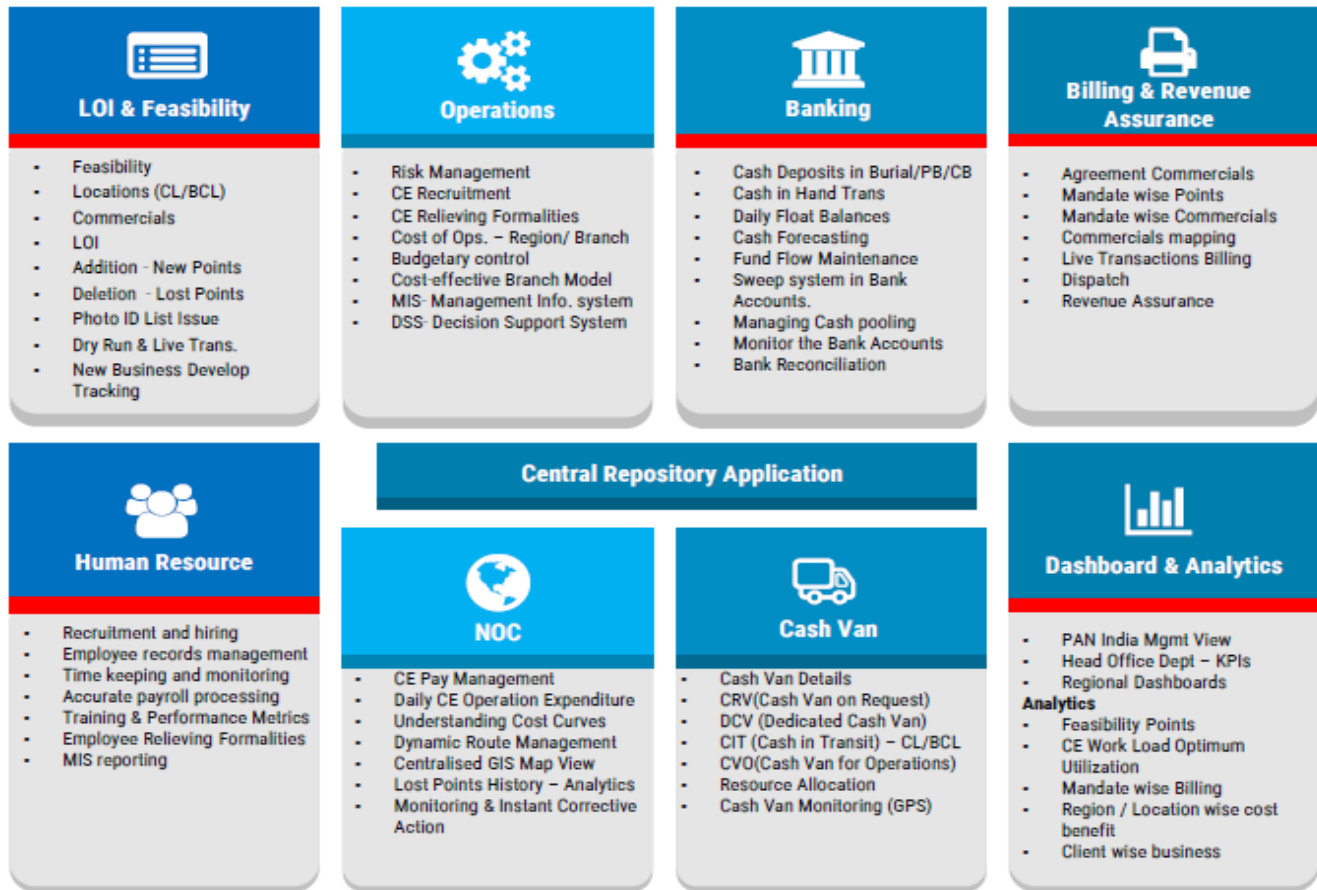 LOI & Feasibility
- Feasibility
- Locations (CL/BCL)
- Commercials
- LOI
- Addition - New Points
- Deletion - Lost Points
- Photo ID List Issue
- Dry Run & Live Trans.
- New Business Develop
Tracking
Operations
- Risk Management
- CE Recruitment
- CE Relieving Formalities
- Cost of Ops. – Region/ Branch
- Budgetary control
- Cost-effective Branch Model
- MIS- Management Info. system
- DSS- Decision Support System
Banking
- Cash Deposits in Burial/PB/CB
- Cash in Hand Trans
- Daily Float Balances
- Cash Forecasting
- Fund Flow Maintenance
- Sweep system in Bank
Accounts.
- Managing Cash pooling
- Monitor the Bank Accounts
- Bank Reconciliation
Billing & Revenue
Assurance
- Agreement Commercials
- Mandate wise Points
- Mandate wise Commercials
- Commercials mapping
- Live Transactions Billing
- Dispatch
- Revenue Assurance
Human Resource
- Recruitment and hiring
- Employee records management
- Time keeping and monitoring
- Accurate payroll processing
- Training & Performance Metrics
- Employee Relieving Formalities
- MIS reporting
Central Repository Application
NOC
- CE Pay Management
- Daily CE Operation Expenditure
- Understanding Cost Curves
- Dynamic Route Management
- Centralised GIS Map View
- Lost Points History – Analytics
- Monitoring & Instant Corrective
Action
Cash Van
- Cash Van Details
- CRV(Cash Van on Request)
- DCV (Dedicated Cash Van)
- CIT (Cash in Transit) – CL/BCL
- CVO(Cash Van for Operations)
- Resource Allocation
- Cash Van Monitoring (GPS)
Dashboard & Analytics
- PAN India Mgmt View
- Head Office Dept – KPIs
- Regional Dashboards
Analytics
- Feasibility Points
- CE Work Load Optimum
Utilization
- Mandate wise Billing
- Region / Location wise cost
benefit
- Client wise business